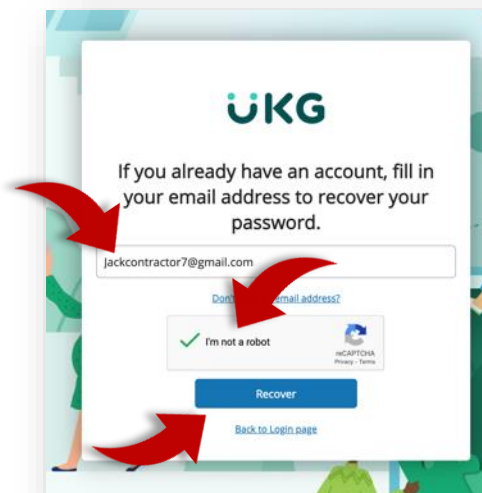 UKG
If you already have an account, fill in
your email address to recover your
password.
Jackcontractor7@gmail.com
Don' email address?
I'm not a robot
reCAPTCHA
Privacy - Terms
Recover
Back to Login page